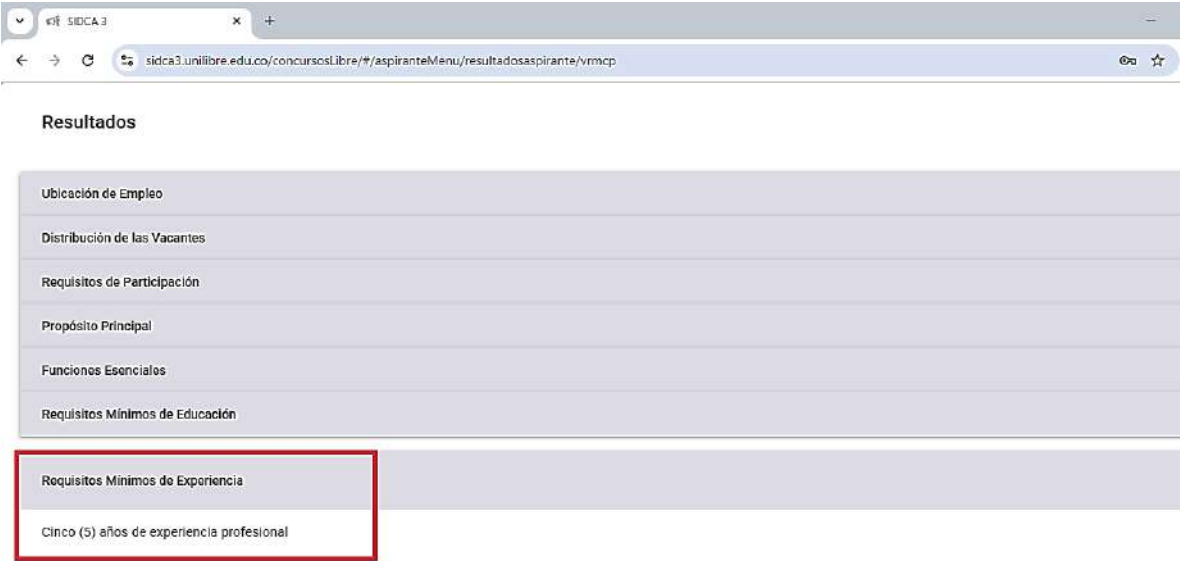 SIDCA 3
sidca3.unilibre.edu.co/concursosLibre/#/aspiranteMenu/resultadosaspirante/vrmcp
Resultados
Ubicación de Empleo
Distribución de las Vacantes
Requisitos de Participación
Propósito Principal
Funciones Esenciales
Requisitos Mínimos de Educación
Requisitos Mínimos de Experiencia
Cinco (5) años de experiencia profesional